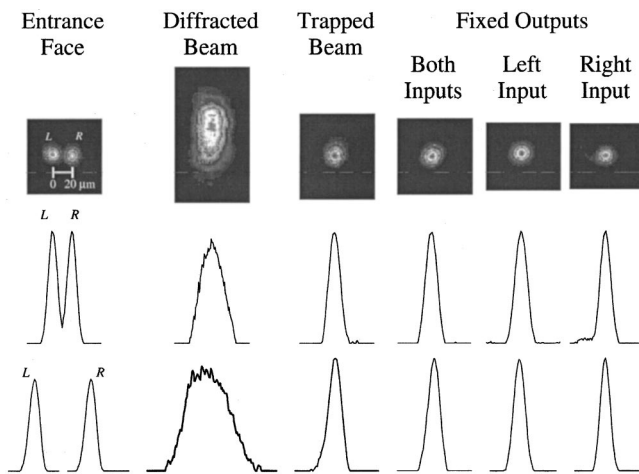 Entrance
Face
Diffracted
Beam
Trapped
Beam
Fixed Outputs
Both
Inputs
Left
Input
Right
Input
L R
0 20 μm
L R
L R